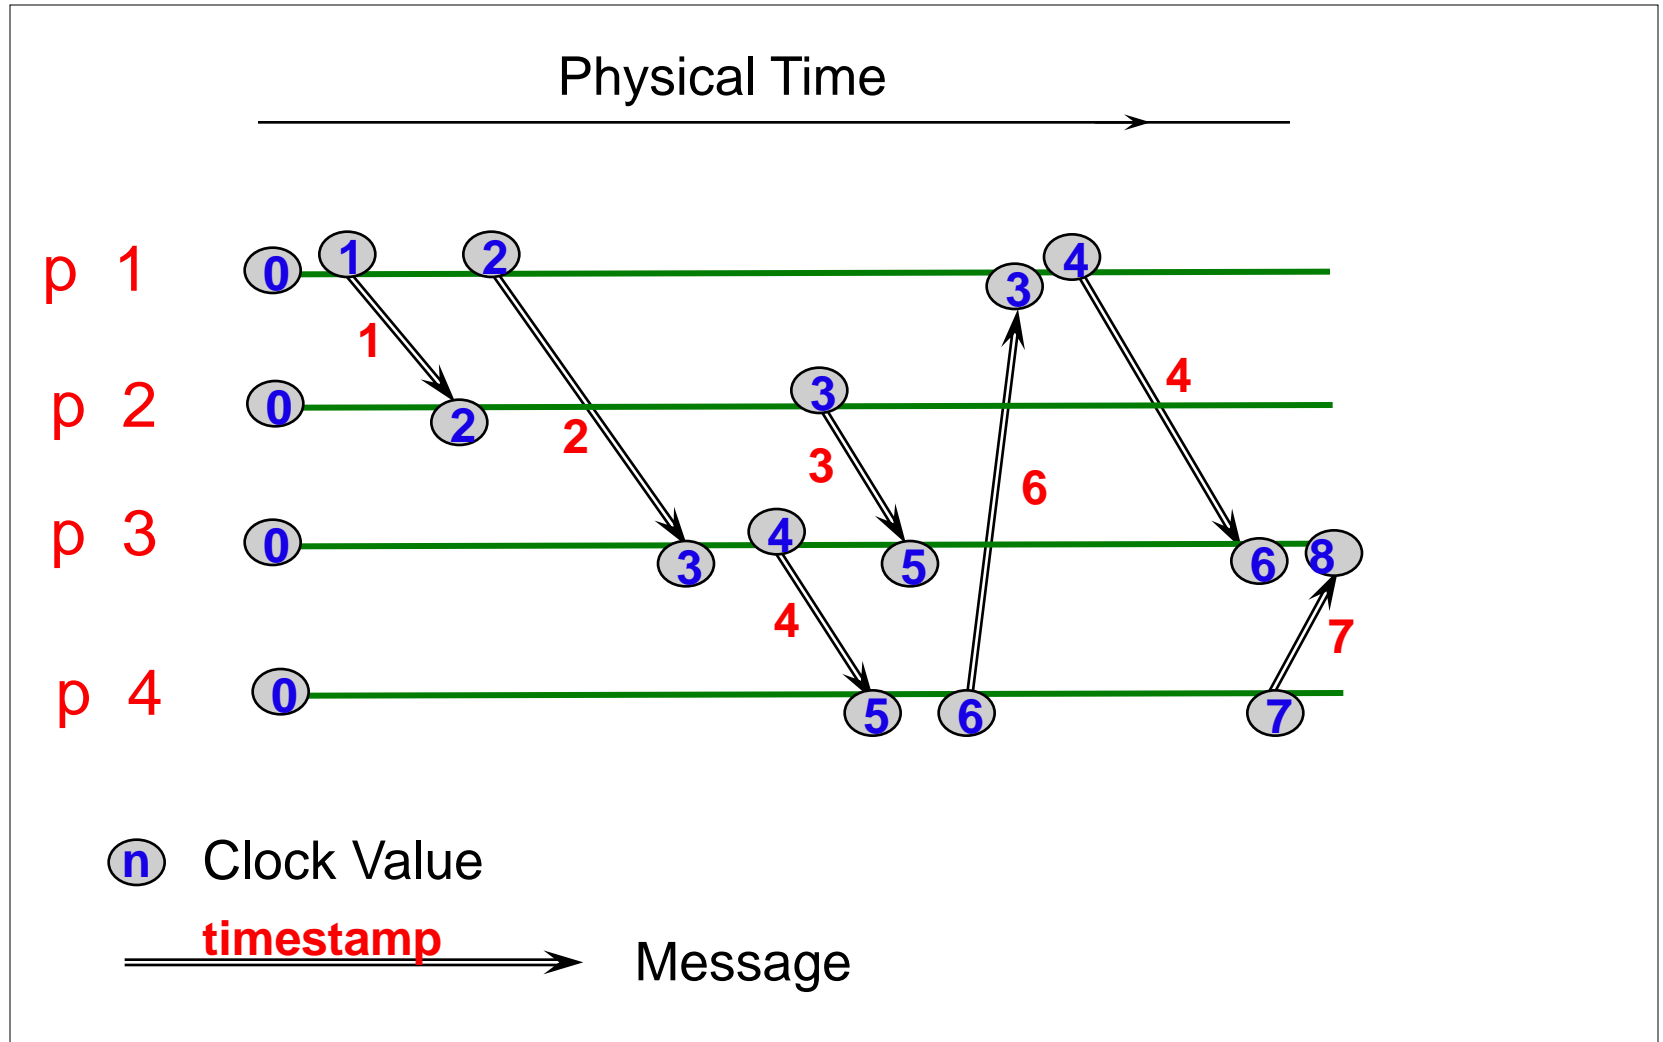 Physical Time
p 1 0 1 2 3 4
1 4
p 2 0 2 3
2 3 6
p 3 0 3 4 5 6 8
4 7
p 4 0 5 6 7
n Clock Value
timestamp
Message